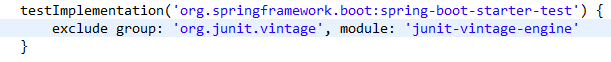 testImplementation('org.springframework.boot:spring-boot-starter-test') {
    exclude group: 'org.junit.vintage', module: 'junit-vintage-engine'
}